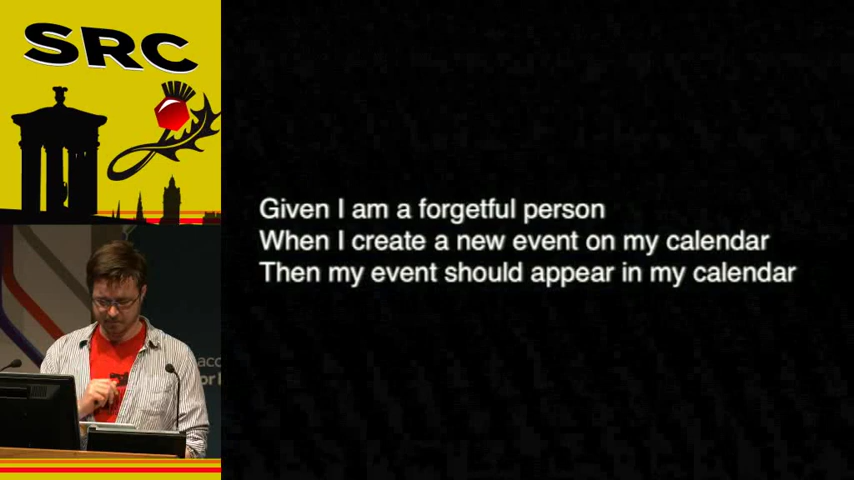 SRC
Given I am a forgetful person
When I create a new event on my calendar
Then my event should appear in my calendar